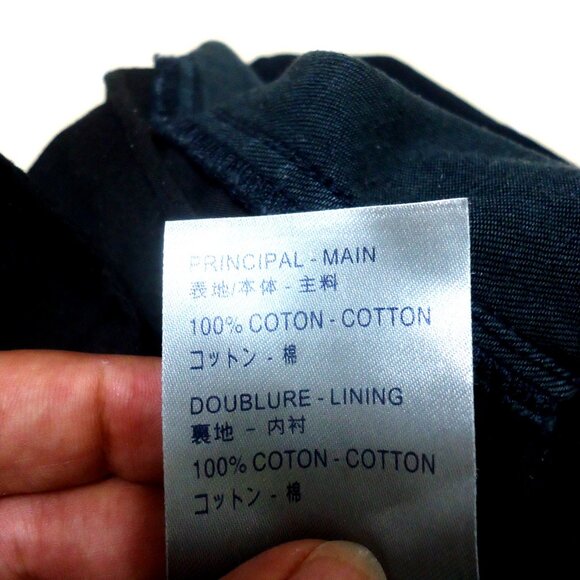 PRINCIPAL - MAIN
表地/本体 - 主料
100% COTON - COTTON
コットン - 棉
DOUBLURE - LINING
裏地 - 内衬
100% COTON - COTTON
コットン - 棉